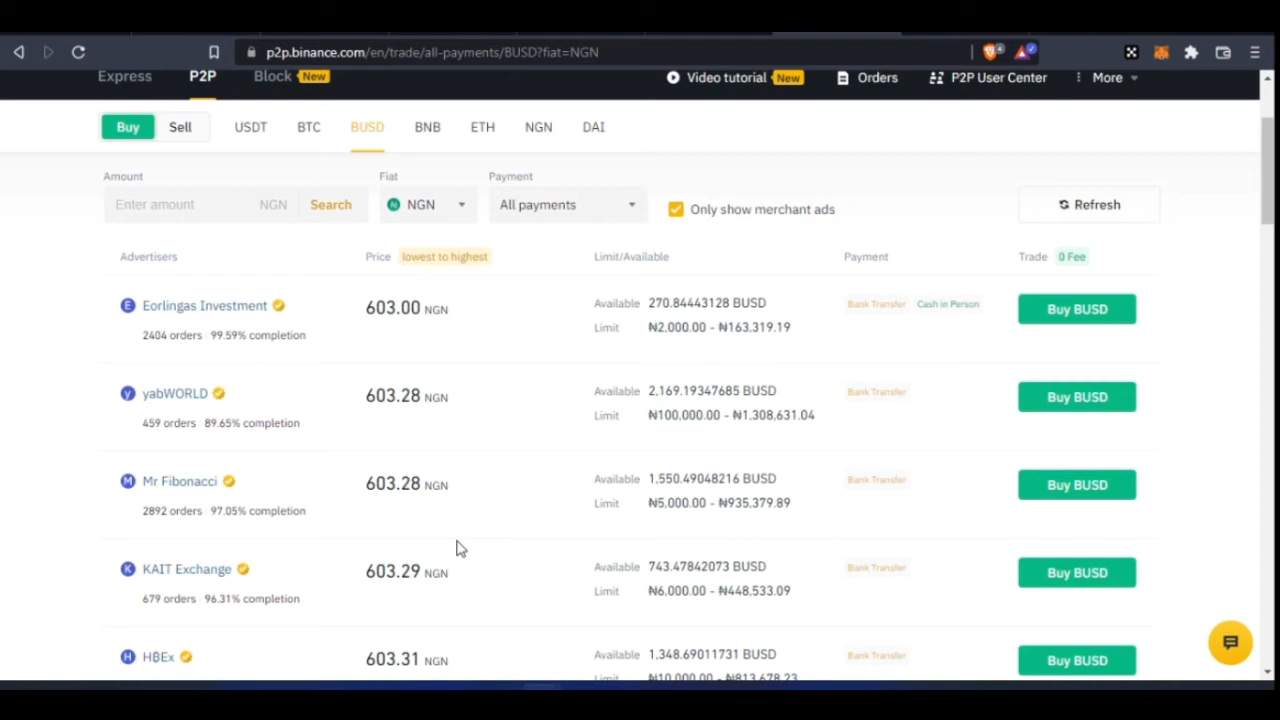 p2p.binance.com/en/trade/all-payments/BUSD?fiat=NGN
Express P2P Block New Video tutorial New Orders P2P User Center More
Buy Sell USDT BTC BUSD BNB ETH NGN DAI
Amount Fiat Payment
Enter amount NGN Search NGN All payments Only show merchant ads Refresh
Advertisers Price lowest to highest Limit/Available Payment Trade 0 Fee
E Eorlingas Investment 603.00 NGN Available 270.84443128 BUSD Bank Transfer Cash in Person Buy BUSD
2404 orders 99.59% completion Limit ₦2,000.00 - ₦163,319.19
y yabWORLD 603.28 NGN Available 2,169.19347685 BUSD Bank Transfer Buy BUSD
459 orders 89.65% completion Limit ₦100,000.00 - ₦1,308,631.04
M Mr Fibonacci 603.28 NGN Available 1,550.49048216 BUSD Bank Transfer Buy BUSD
2892 orders 97.05% completion Limit ₦5,000.00 - ₦935,379.89
K KAIT Exchange 603.29 NGN Available 743.47842073 BUSD Bank Transfer Buy BUSD
679 orders 96.31% completion Limit ₦6,000.00 - ₦448,533.09
H H₿Ex 603.31 NGN Available 1,348.69011731 BUSD Bank Transfer Buy BUSD
Limit ₦10,000.00 - ₦813,678.23